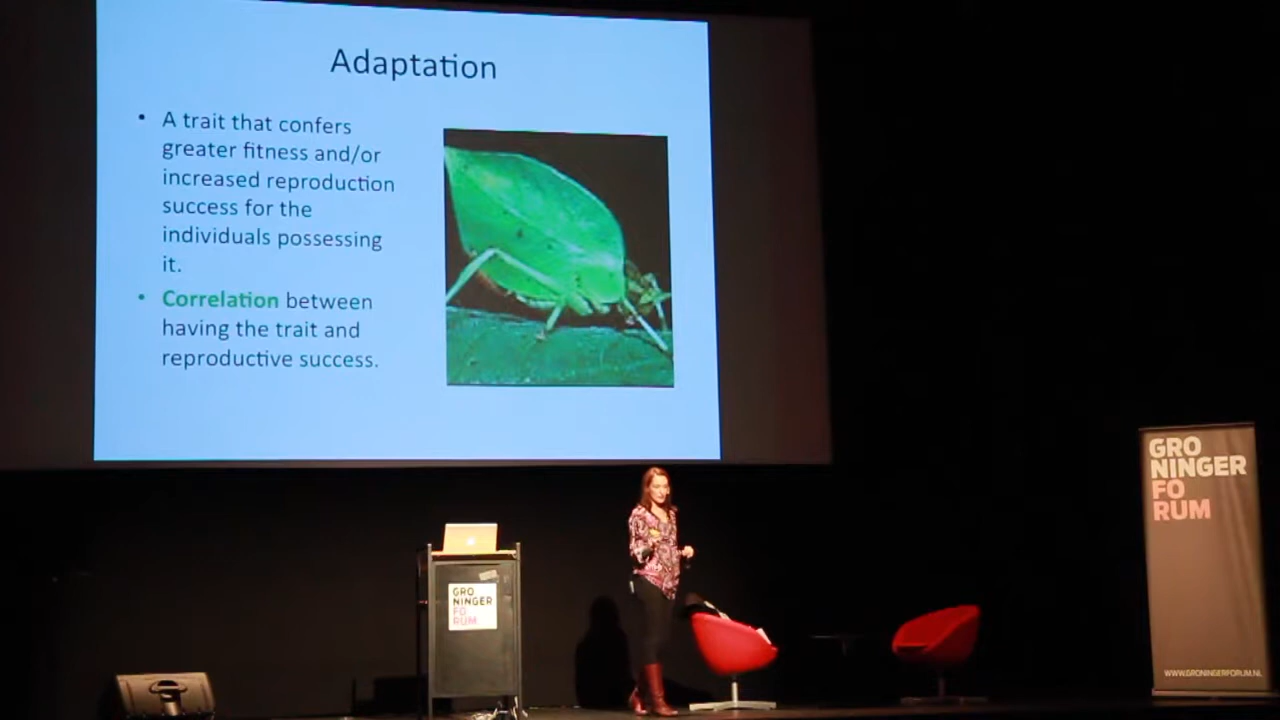 Adaptation
• A trait that confers
greater fitness and/or
increased reproduction
success for the
individuals possessing
it.
• Correlation between
having the trait and
reproductive success.
GRO
NINGER
FO
RUM
WWW.GRONINGERFORUM.NL
GRO
NINGER
FO
RUM